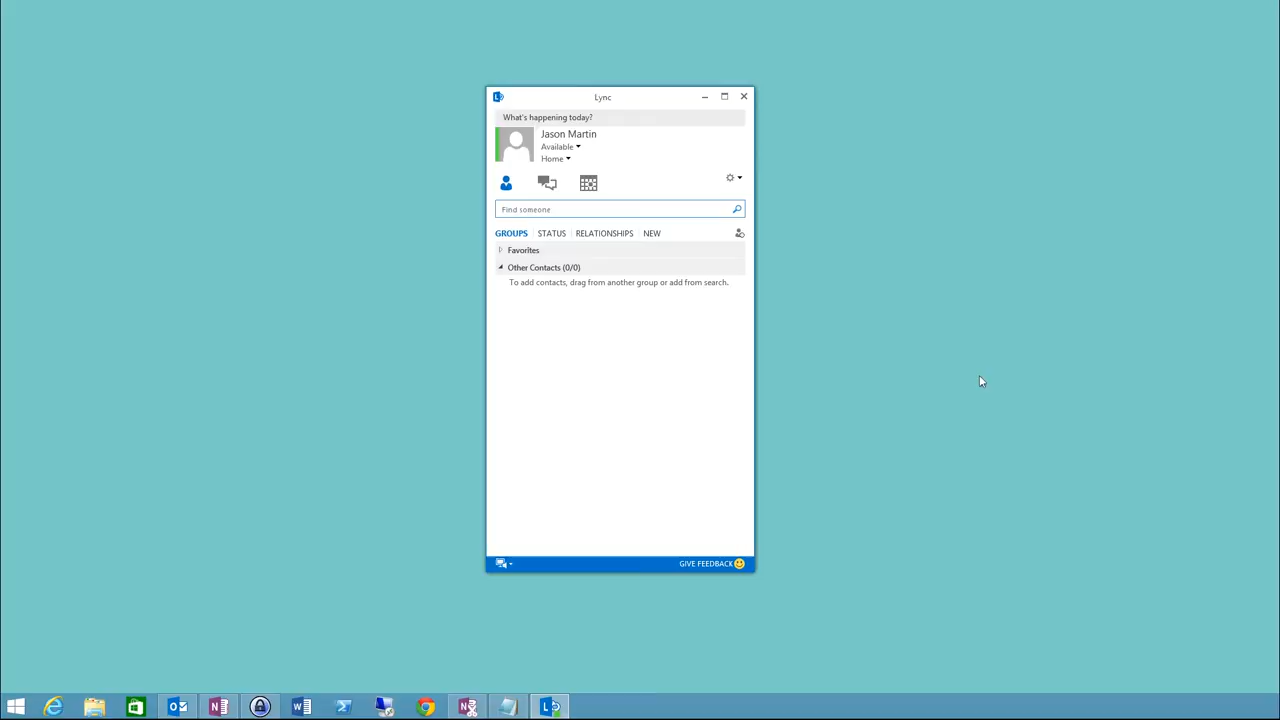 Lync
What's happening today?
Jason Martin
Available
Home
Find someone
GROUPS STATUS RELATIONSHIPS NEW
Favorites
Other Contacts (0/0)
To add contacts, drag from another group or add from search.
GIVE FEEDBACK